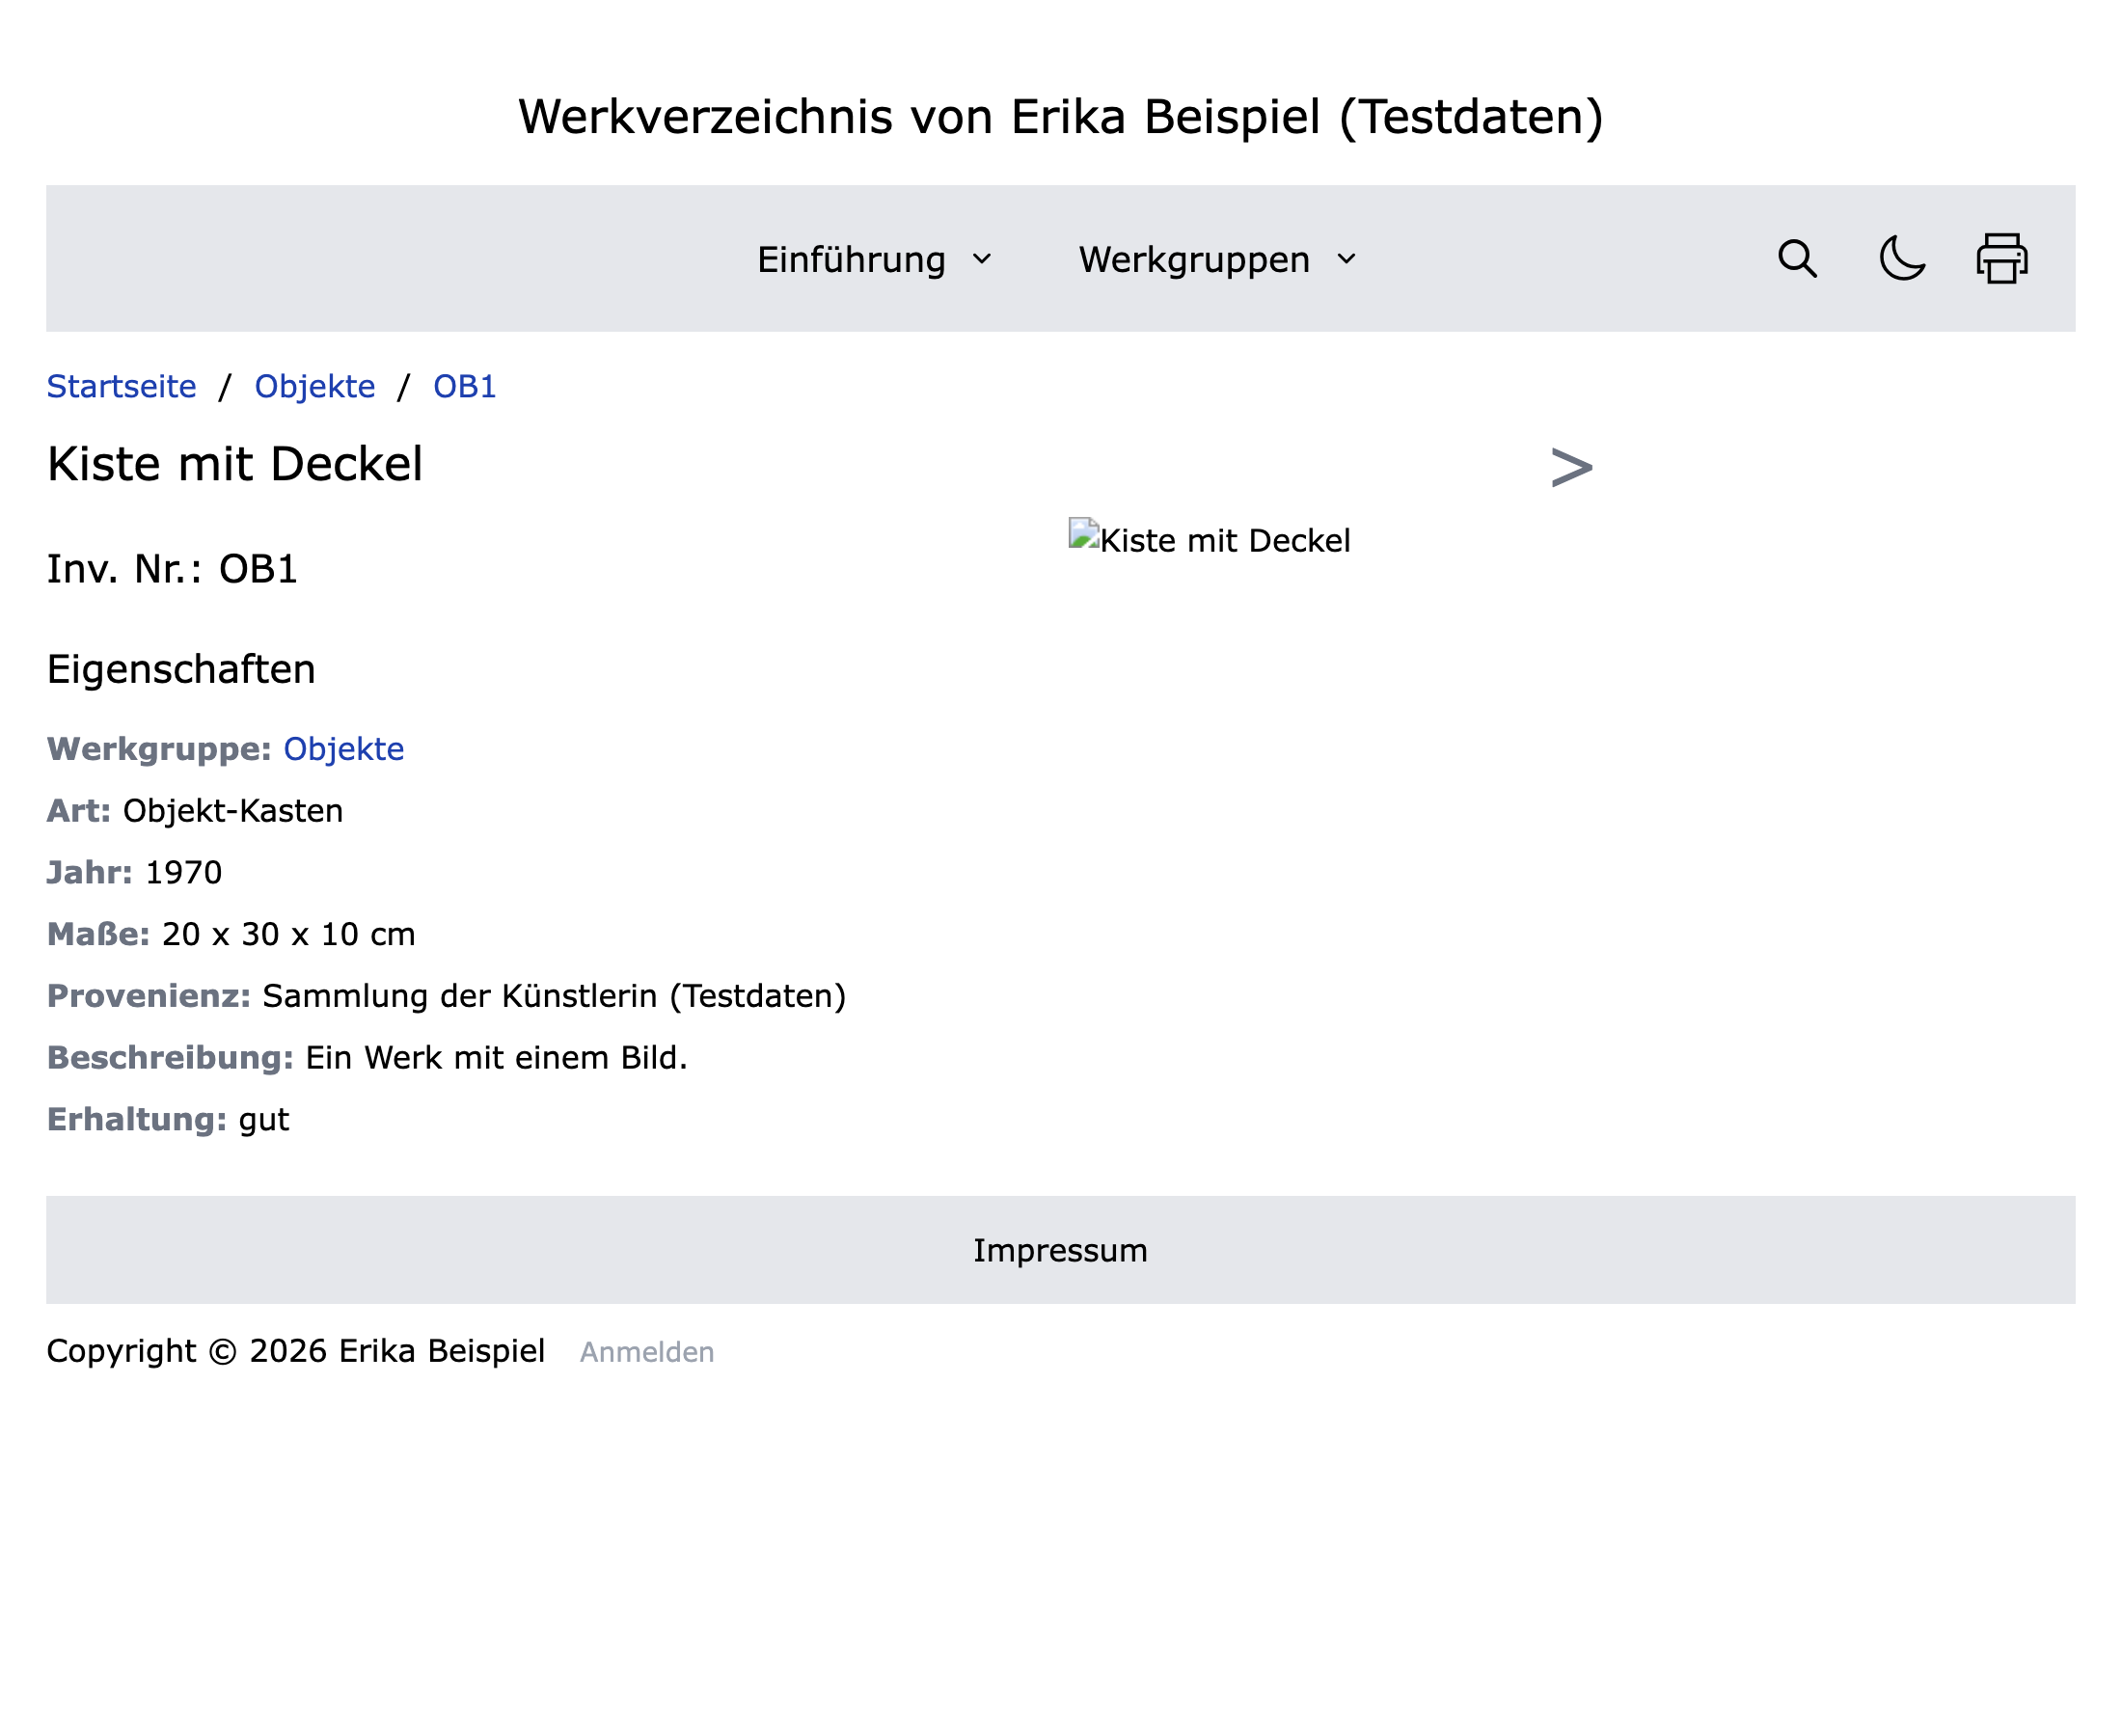 Werkverzeichnis von Erika Beispiel (Testdaten)
Einführung Werkgruppen
Startseite / Objekte / OB1
Kiste mit Deckel
>
Kiste mit Deckel
Inv. Nr.: OB1
Eigenschaften
Werkgruppe: Objekte
Art: Objekt-Kasten
Jahr: 1970
Maße: 20 x 30 x 10 cm
Provenienz: Sammlung der Künstlerin (Testdaten)
Beschreibung: Ein Werk mit einem Bild.
Erhaltung: gut
Impressum
Copyright © 2026 Erika Beispiel Anmelden